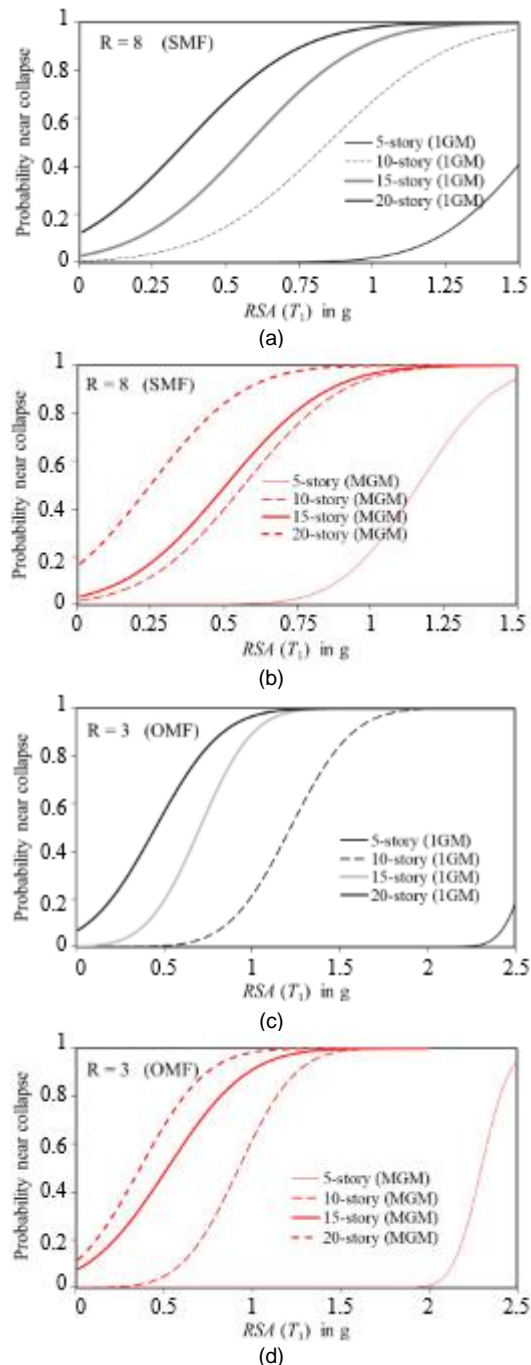 1
R = 8 (SMF)
0.8
0.6
0.4
0.2
0
Probability near collapse
5-story (1GM)
10-story (1GM)
15-story (1GM)
20-story (1GM)
0 0.25 0.5 0.75 1 1.25 1.5
RSA (T₁) in g
(a)
1
R = 8 (SMF)
0.8
0.6
0.4
0.2
0
Probability near collapse
5-story (MGM)
10-story (MGM)
15-story (MGM)
20-story (MGM)
0 0.25 0.5 0.75 1 1.25 1.5
RSA (T₁) in g
(b)
1
R = 3 (OMF)
0.8
0.6
0.4
0.2
0
Probability near collapse
5-story (1GM)
10-story (1GM)
15-story (1GM)
20-story (1GM)
0 0.5 1 1.5 2 2.5
RSA (T₁) in g
(c)
1
R = 3 (OMF)
0.8
0.6
0.4
0.2
0
Probability near collapse
5-story (MGM)
10-story (MGM)
15-story (MGM)
20-story (MGM)
0 0.5 1 1.5 2 2.5
RSA (T₁) in g
(d)